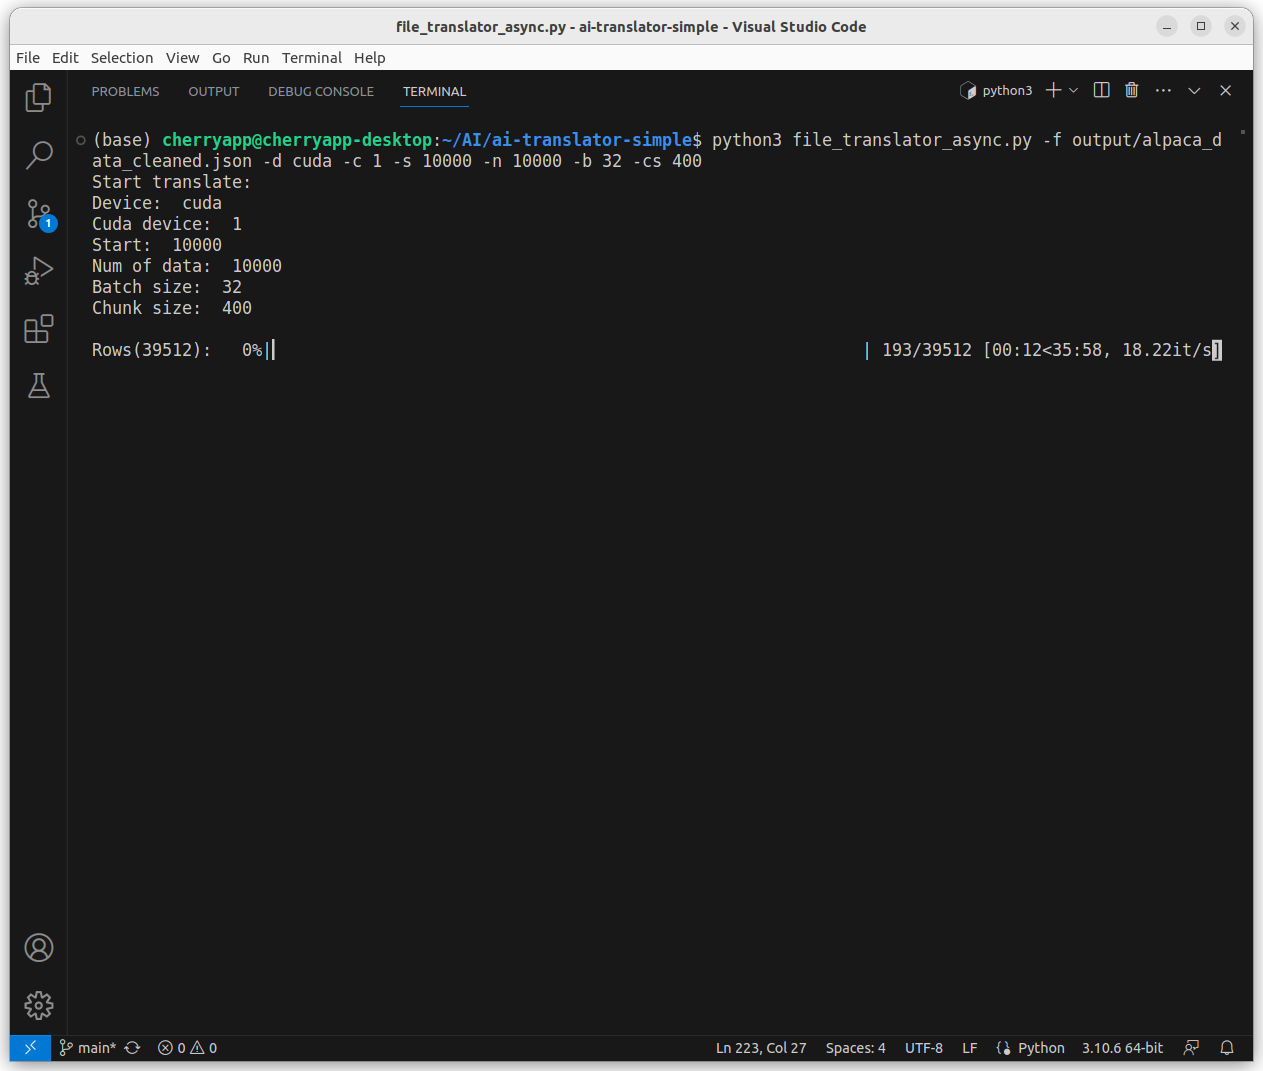 file_translator_async.py - ai-translator-simple - Visual Studio Code
File Edit Selection View Go Run Terminal Help
PROBLEMS OUTPUT DEBUG CONSOLE TERMINAL python3
(base) cherryapp@cherryapp-desktop:~/AI/ai-translator-simple$ python3 file_translator_async.py -f output/alpaca_d
ata_cleaned.json -d cuda -c 1 -s 10000 -n 10000 -b 32 -cs 400
Start translate:
Device:  cuda
Cuda device:  1
Start:  10000
Num of data:  10000
Batch size:  32
Chunk size:  400
Rows(39512):   0%| | 193/39512 [00:12<35:58, 18.22it/s]
1
main* 0 0 Ln 223, Col 27 Spaces: 4 UTF-8 LF Python 3.10.6 64-bit